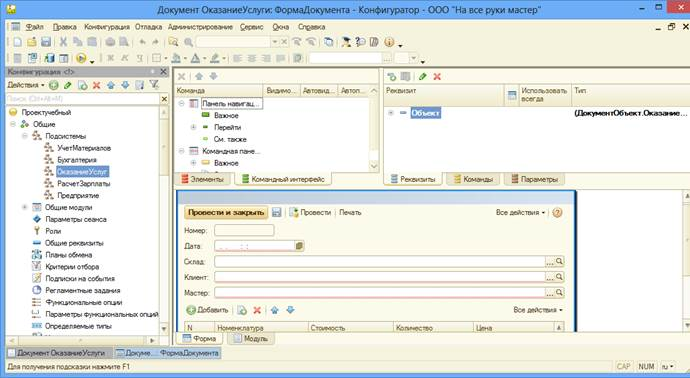 Документ ОказаниеУслуги: ФормаДокумента - Конфигуратор - ООО "На все руки мастер"
Файл Правка Конфигурация Отладка Администрирование Сервис Окна Справка
Конфигурация <!>
Действия
Поиск (Ctrl+Alt+M)
Проектучебный
Общие
Подсистемы
УчетМатериалов
Бухгалтерия
ОказаниеУслуг
РасчетЗарплаты
Предприятие
Общие модули
Параметры сеанса
Роли
Общие реквизиты
Планы обмена
Критерии отбора
Подписки на события
Регламентные задания
Функциональные опции
Параметры функциональных опций
Определяемые типы
Команда Видимо... Автовид... Автоп...
Панель навигац...
Важное
Перейти
См. также
Командная пане...
Важное
Элементы Командный интерфейс
Реквизит Использовать всегда Тип
Объект (ДокументОбъект.Оказание...
Реквизиты Команды Параметры
Провести и закрыть Провести Печать Все действия
Номер:
Дата: . . : :
Склад:
Клиент:
Мастер:
Добавить Все действия
N Номенклатура Стоимость Количество Цена
Форма Модуль
Документ ОказаниеУслуги Докуме...: ФормаДокумента
Для получения подсказки нажмите F1 CAP NUM ru